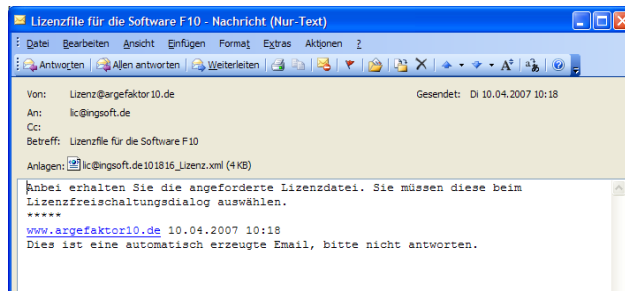 Lizenzfile für die Software F10 - Nachricht (Nur-Text)
Datei Bearbeiten Ansicht Einfügen Format Extras Aktionen ?
Antworten Allen antworten Weiterleiten
Von: Lizenz@argefaktor10.de Gesendet: Di 10.04.2007 10:18
An: lic@ingsoft.de
Cc:
Betreff: Lizenzfile für die Software F10
Anlagen: lic@ingsoft.de101816_Lizenz.xml (4 KB)
Anbei erhalten Sie die angeforderte Lizenzdatei. Sie müssen diese beim
Lizenzfreischaltungsdialog auswählen.
*****
www.argefaktor10.de 10.04.2007 10:18
Dies ist eine automatisch erzeugte Email, bitte nicht antworten.